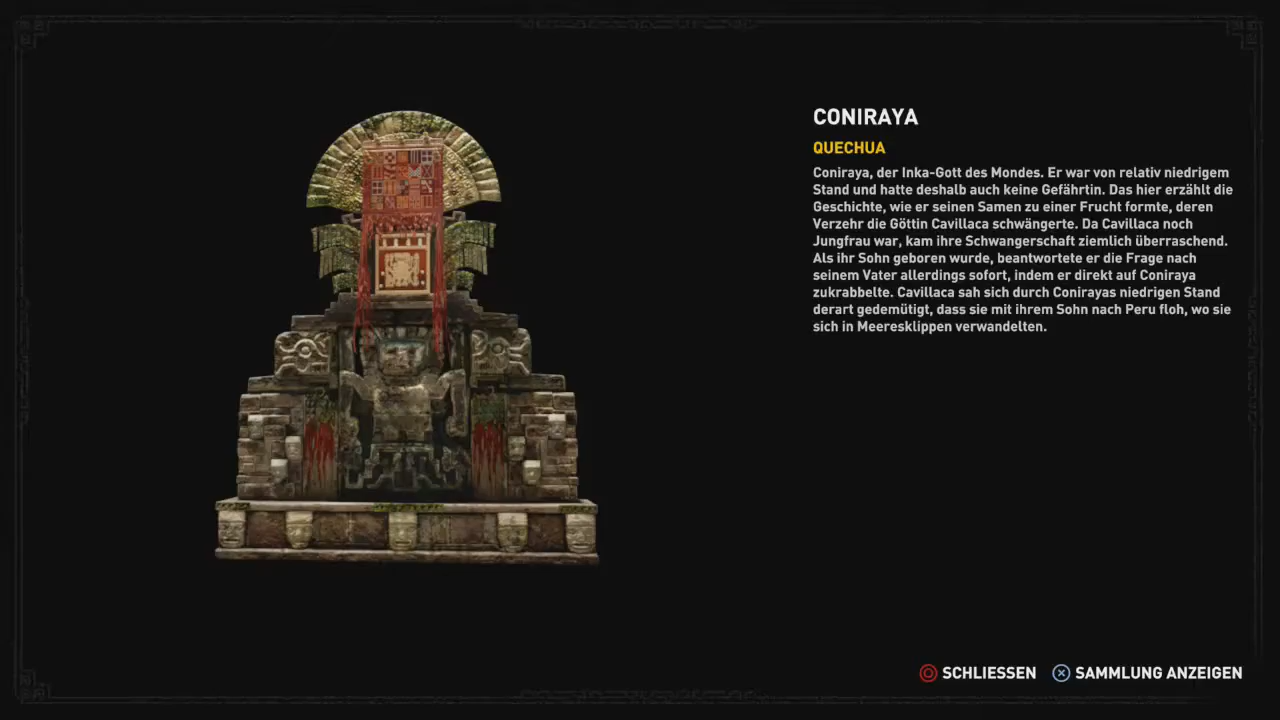 CONIRAYA
QUECHUA
Coniraya, der Inka-Gott des Mondes. Er war von relativ niedrigem
Stand und hatte deshalb auch keine Gefährtin. Das hier erzählt die
Geschichte, wie er seinen Samen zu einer Frucht formte, deren
Verzehr die Göttin Cavillaca schwängerte. Da Cavillaca noch
Jungfrau war, kam ihre Schwangerschaft ziemlich überraschend.
Als ihr Sohn geboren wurde, beantwortete er die Frage nach
seinem Vater allerdings sofort, indem er direkt auf Coniraya
zukrabbelte. Cavillaca sah sich durch Conirayas niedrigen Stand
derart gedemütigt, dass sie mit ihrem Sohn nach Peru floh, wo sie
sich in Meeresklippen verwandelten.
SCHLIESSEN SAMMLUNG ANZEIGEN